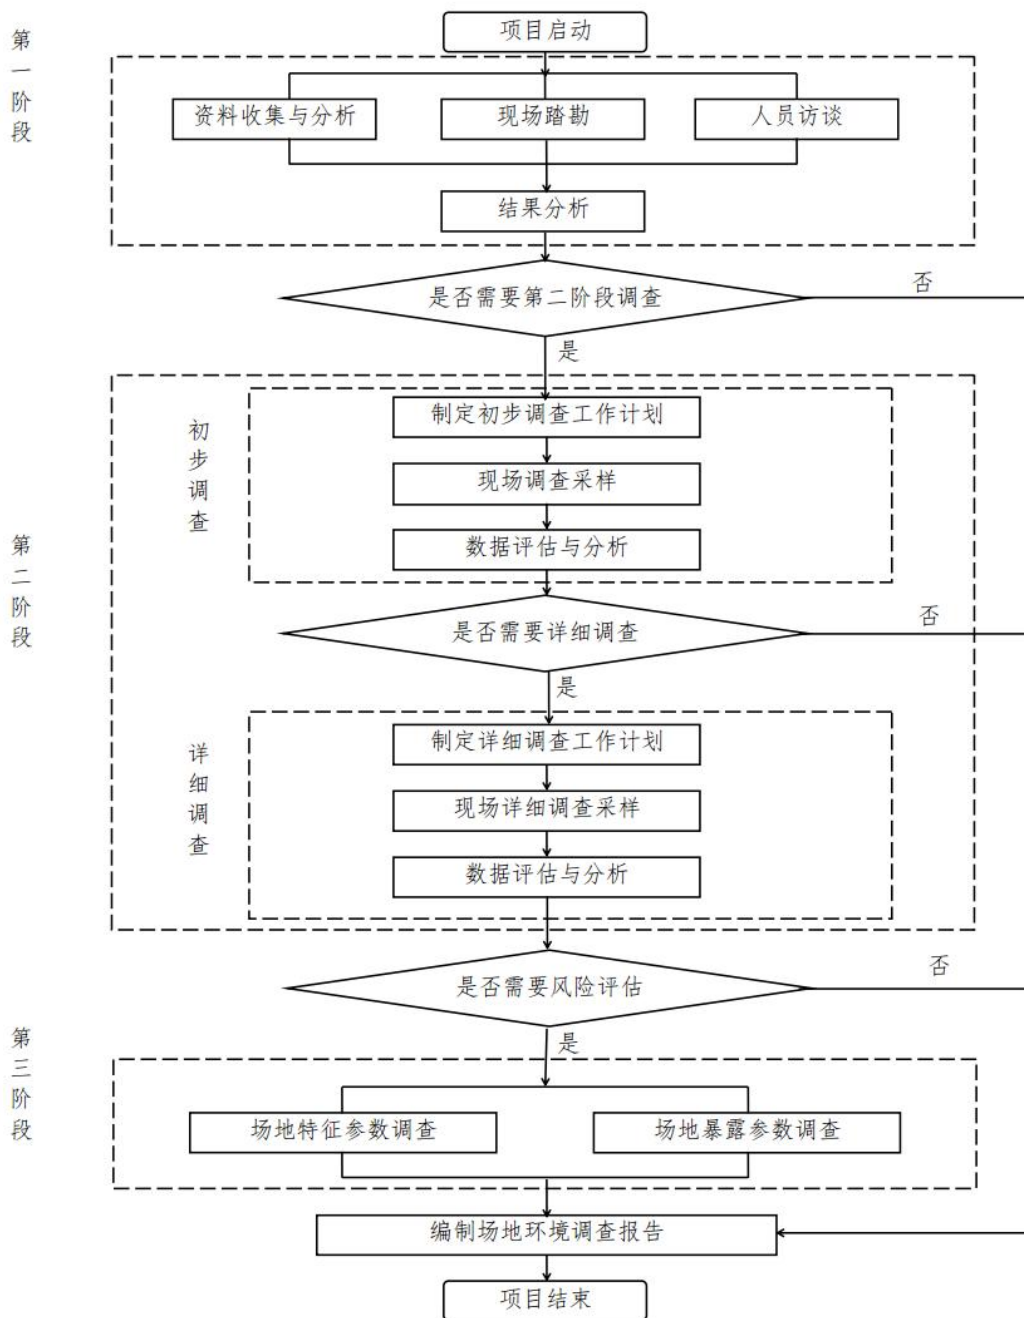 项目启动
第一阶段
资料收集与分析
现场踏勘
人员访谈
结果分析
是否需要第二阶段调查
否
是
第二阶段
初步调查
制定初步调查工作计划
现场调查采样
数据评估与分析
是否需要详细调查
否
是
详细调查
制定详细调查工作计划
现场详细调查采样
数据评估与分析
是否需要风险评估
否
是
第三阶段
场地特征参数调查
场地暴露参数调查
编制场地环境调查报告
项目结束